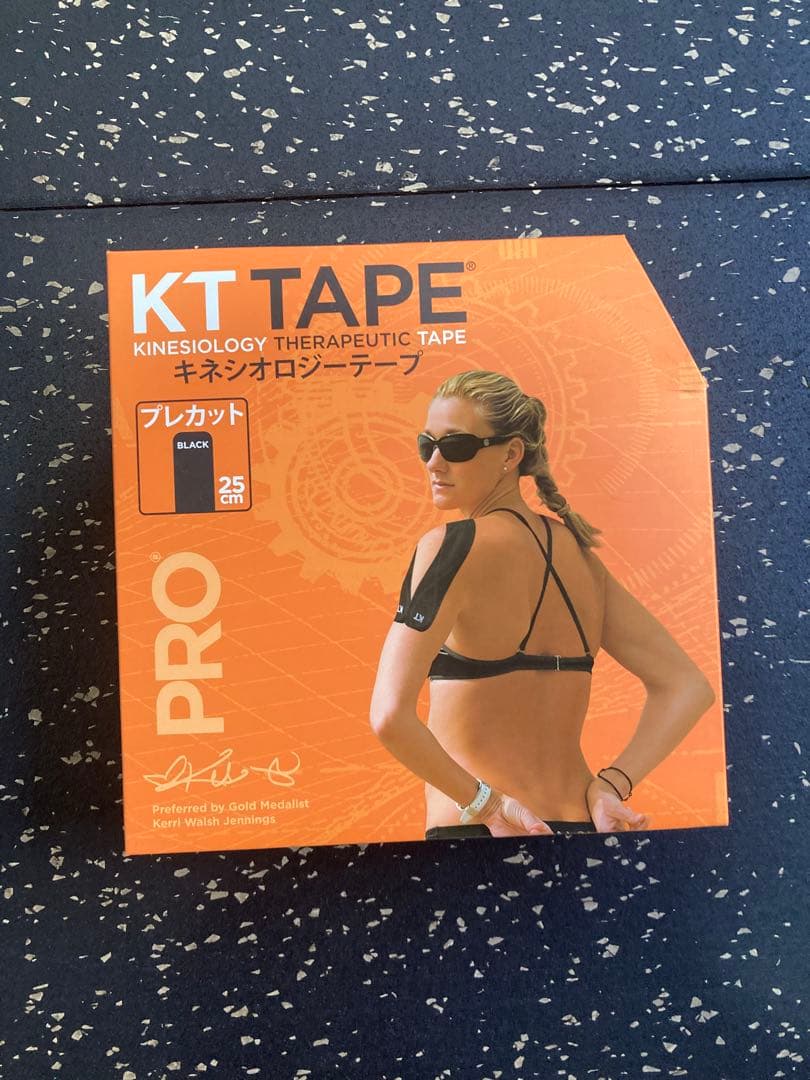 KT TAPE®
KINESIOLOGY THERAPEUTIC TAPE
キネシオロジーテープ
プレカット
BLACK
25
cm
PRO®
KT
Preferred by Gold Medalist
Kerri Walsh Jennings